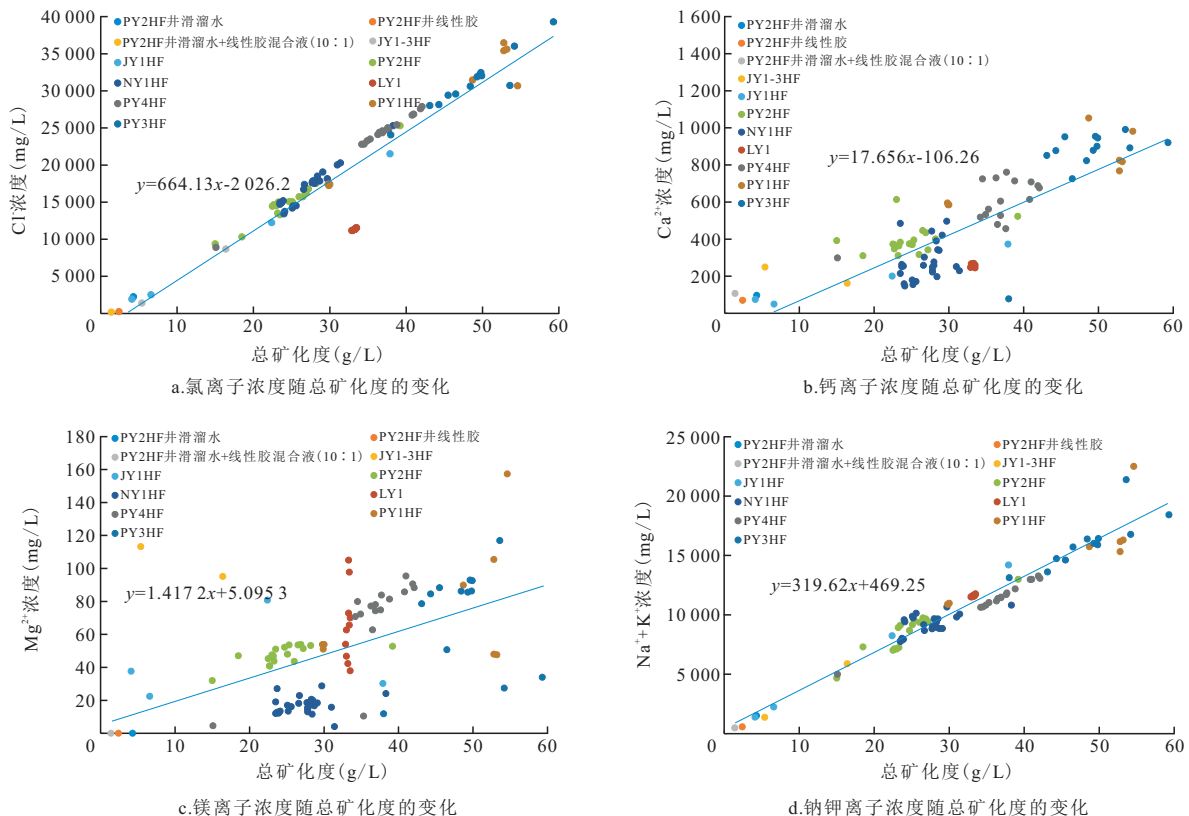 40 000
35 000
30 000
25 000
20 000
15 000
10 000
5 000
0
10
20
30
40
50
60
Cl⁻浓度(mg/L)
PY2HF井滑溜水
PY2HF井线性胶
PY2HF井滑溜水+线性胶混合液(10∶1)
JY1-3HF
JY1HF
PY2HF
NY1HF
LY1
PY4HF
PY1HF
PY3HF
y=664.13x-2 026.2
总矿化度(g/L)
a.氯离子浓度随总矿化度的变化
1 600
1 400
1 200
1 000
800
600
400
200
0
10
20
30
40
50
60
Ca²⁺浓度(mg/L)
PY2HF井滑溜水
PY2HF井线性胶
PY2HF井滑溜水+线性胶混合液(10∶1)
JY1-3HF
JY1HF
PY2HF
NY1HF
LY1
PY4HF
PY1HF
PY3HF
y=17.656x-106.26
总矿化度(g/L)
b.钙离子浓度随总矿化度的变化
180
160
140
120
100
80
60
40
20
0
10
20
30
40
50
60
Mg²⁺浓度(mg/L)
PY2HF井滑溜水
PY2HF井线性胶
PY2HF井滑溜水+线性胶混合液(10∶1)
JY1-3HF
JY1HF
PY2HF
NY1HF
LY1
PY4HF
PY1HF
PY3HF
y=1.417 2x+5.095 3
总矿化度(g/L)
c.镁离子浓度随总矿化度的变化
25 000
20 000
15 000
10 000
5 000
0
10
20
30
40
50
60
Na⁺+K⁺浓度(mg/L)
PY2HF井滑溜水
PY2HF井线性胶
PY2HF井滑溜水+线性胶混合液(10∶1)
JY1-3HF
JY1HF
PY2HF
NY1HF
LY1
PY4HF
PY1HF
PY3HF
y=319.62x+469.25
总矿化度(g/L)
d.钠钾离子浓度随总矿化度的变化